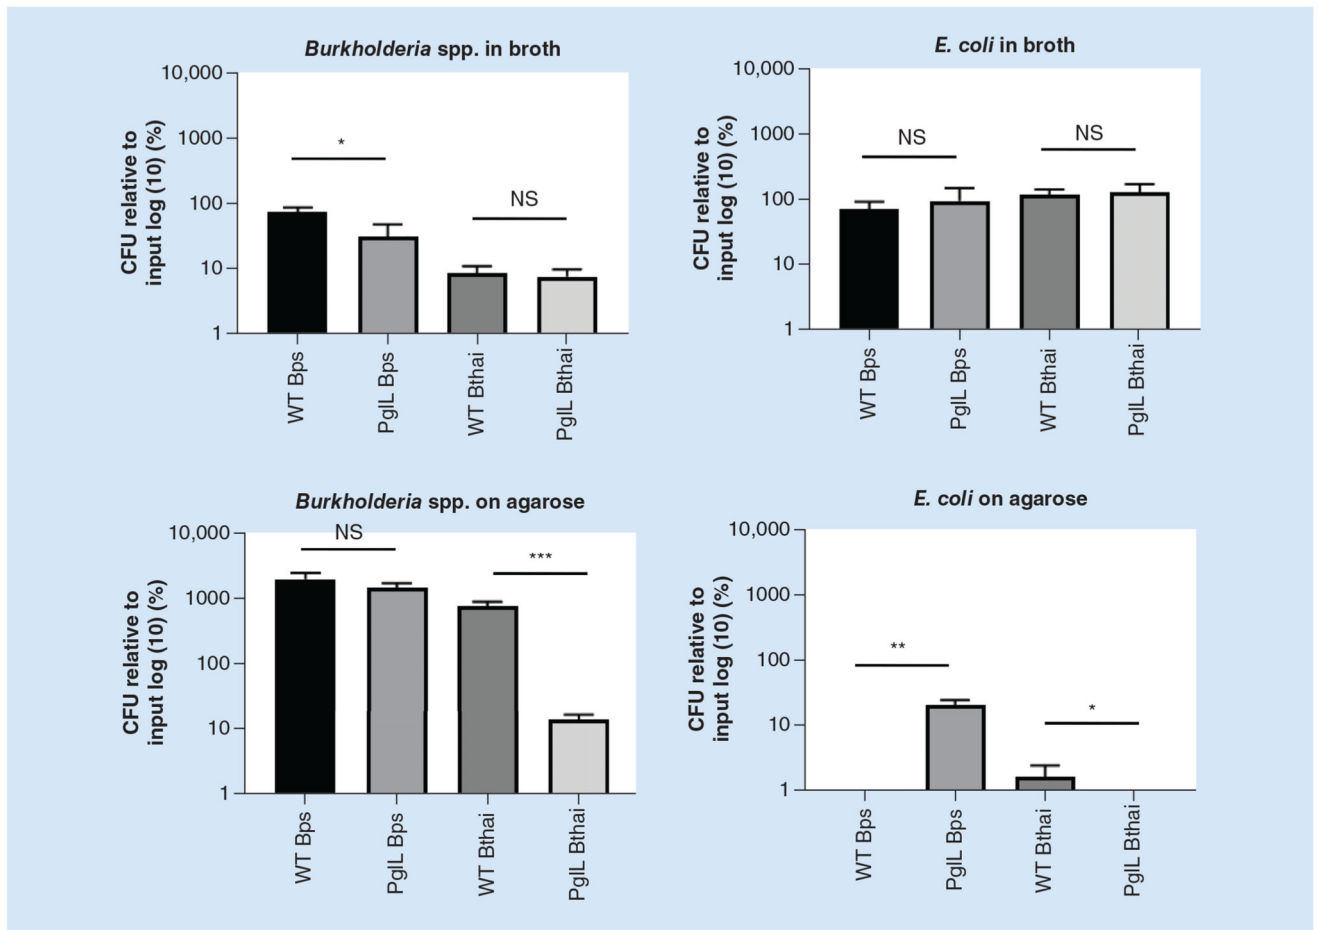 Burkholderia spp. in broth
CFU relative to
input log (10) (%)
10,000
1000
100
10
1
*
NS
WT Bps
PglL Bps
WT Bthai
PglL Bthai
E. coli in broth
CFU relative to
input log (10) (%)
10,000
1000
100
10
1
NS
NS
WT Bps
PglL Bps
WT Bthai
PglL Bthai
Burkholderia spp. on agarose
CFU relative to
input log (10) (%)
10,000
1000
100
10
1
NS
***
WT Bps
PglL Bps
WT Bthai
PglL Bthai
E. coli on agarose
CFU relative to
input log (10) (%)
10,000
1000
100
10
1
**
*
WT Bps
PglL Bps
WT Bthai
PglL Bthai